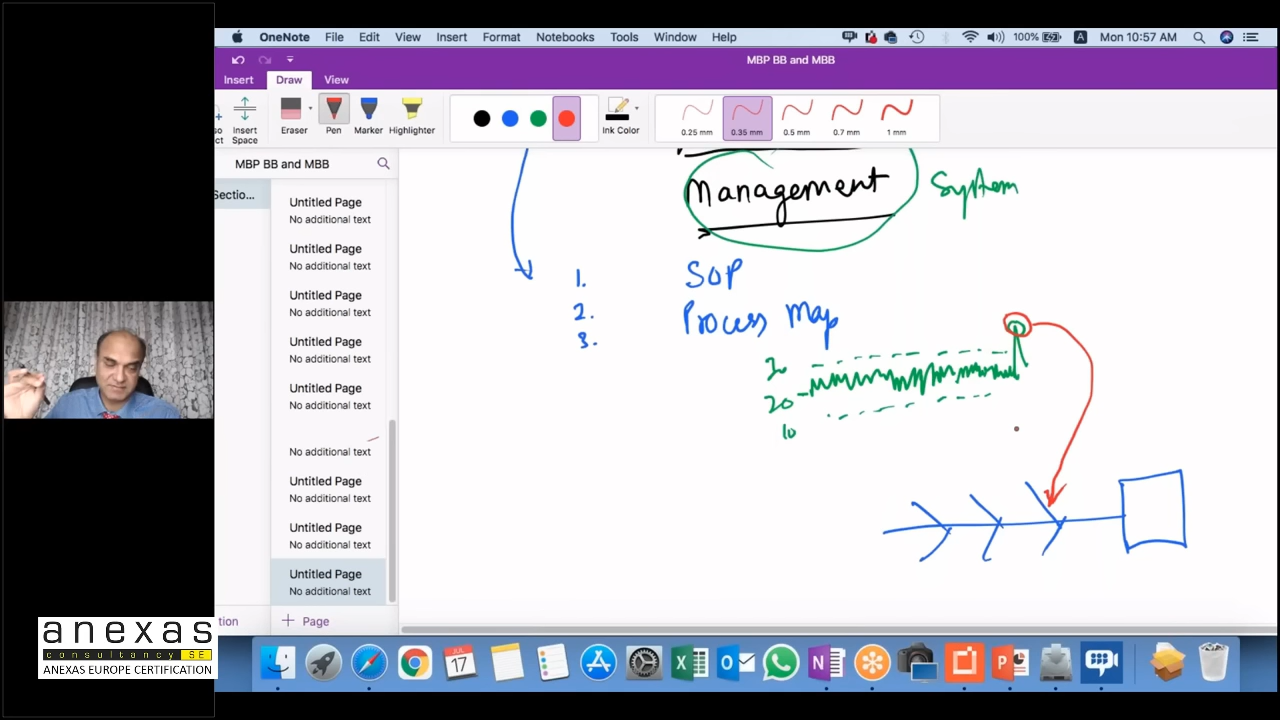 OneNote File Edit View Insert Format Notebooks Tools Window Help 100% Mon 10:57 AM
MBP BB and MBB
Insert Draw View
Insert Space Eraser Pen Marker Highlighter Ink Color 0.25 mm 0.35 mm 0.5 mm 0.7 mm 1 mm
MBP BB and MBB
Sectio...
Untitled Page
No additional text
Untitled Page
No additional text
Untitled Page
No additional text
Untitled Page
No additional text
Untitled Page
No additional text
No additional text
Untitled Page
No additional text
Untitled Page
No additional text
Untitled Page
No additional text
tion + Page
Management System
1. SOP
2. Process Map
3.
30
20
10
anexas
consultancy SE
ANEXAS EUROPE CERTIFICATION
JUL
17